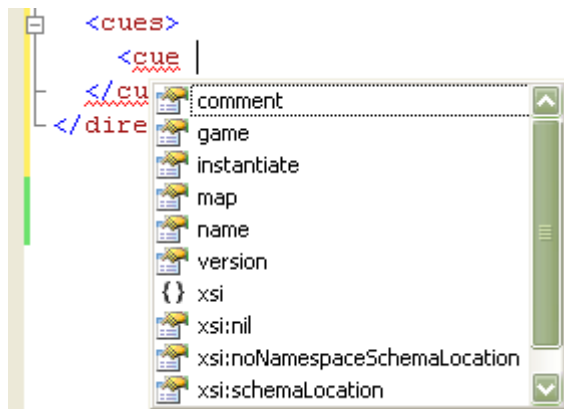 <cues>
<cue
</cu
</dire
comment
game
instantiate
map
name
version
{} xsi
xsi:nil
xsi:noNamespaceSchemaLocation
xsi:schemaLocation